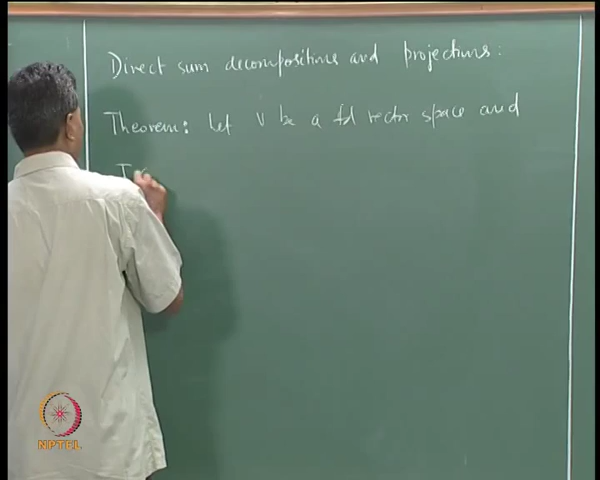 Direct sum decompositions and projections:
Theorem: Let V be a fd vector space and
T
NPTEL